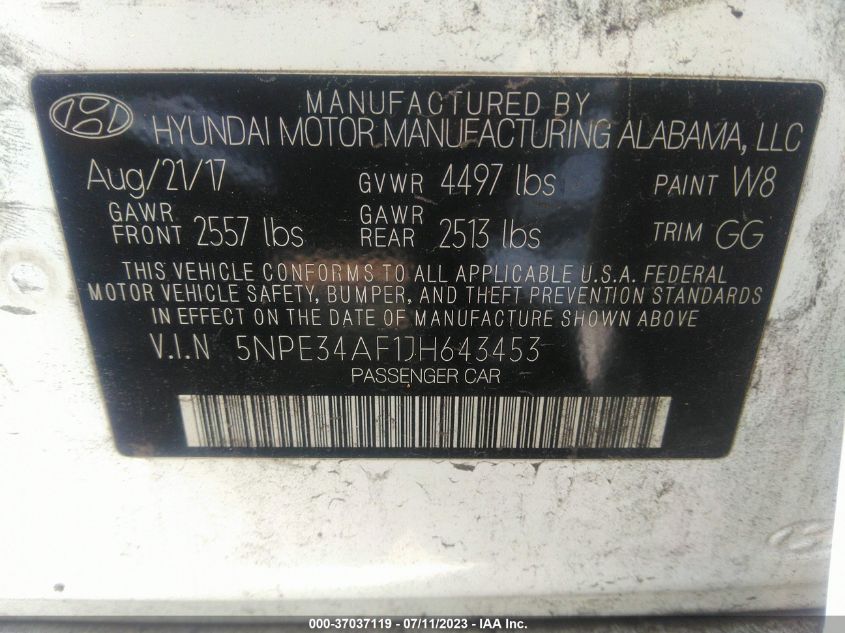 MANUFACTURED BY
HYUNDAI MOTOR MANUFACTURING ALABAMA, LLC
Aug/21/17 GVWR 4497 lbs PAINT W8
GAWR FRONT 2557 lbs GAWR REAR 2513 lbs TRIM GG
THIS VEHICLE CONFORMS TO ALL APPLICABLE U.S.A. FEDERAL
MOTOR VEHICLE SAFETY, BUMPER, AND THEFT PREVENTION STANDARDS
IN EFFECT ON THE DATE OF MANUFACTURE SHOWN ABOVE.
V.I.N 5NPE34AF1JH643453
PASSENGER CAR
000-37037119 - 07/11/2023 - IAA Inc.